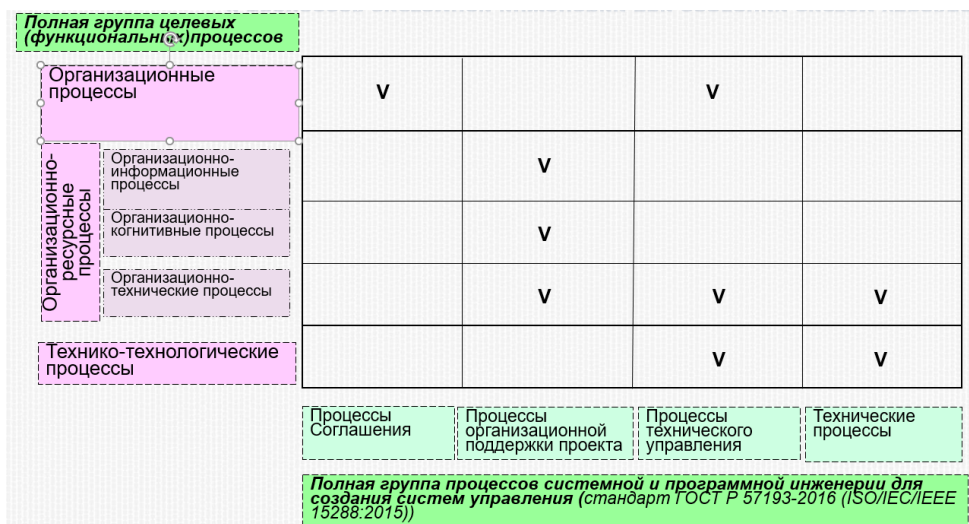 Полная группа целевых
(функциональных)процессов
Организационные
процессы
V V
Организационно-
ресурсные
процессы
Организационно-
информационные
процессы
V
Организационно-
когнитивные процессы
V
Организационно-
технические процессы
V V V
Технико-технологические
процессы
V V
Процессы
Соглашения
Процессы
организационной
поддержки проекта
Процессы
технического
управления
Технические
процессы
Полная группа процессов системной и программной инженерии для
создания систем управления (стандарт ГОСТ Р 57193-2016 (ISO/IEC/IEEE
15288:2015))